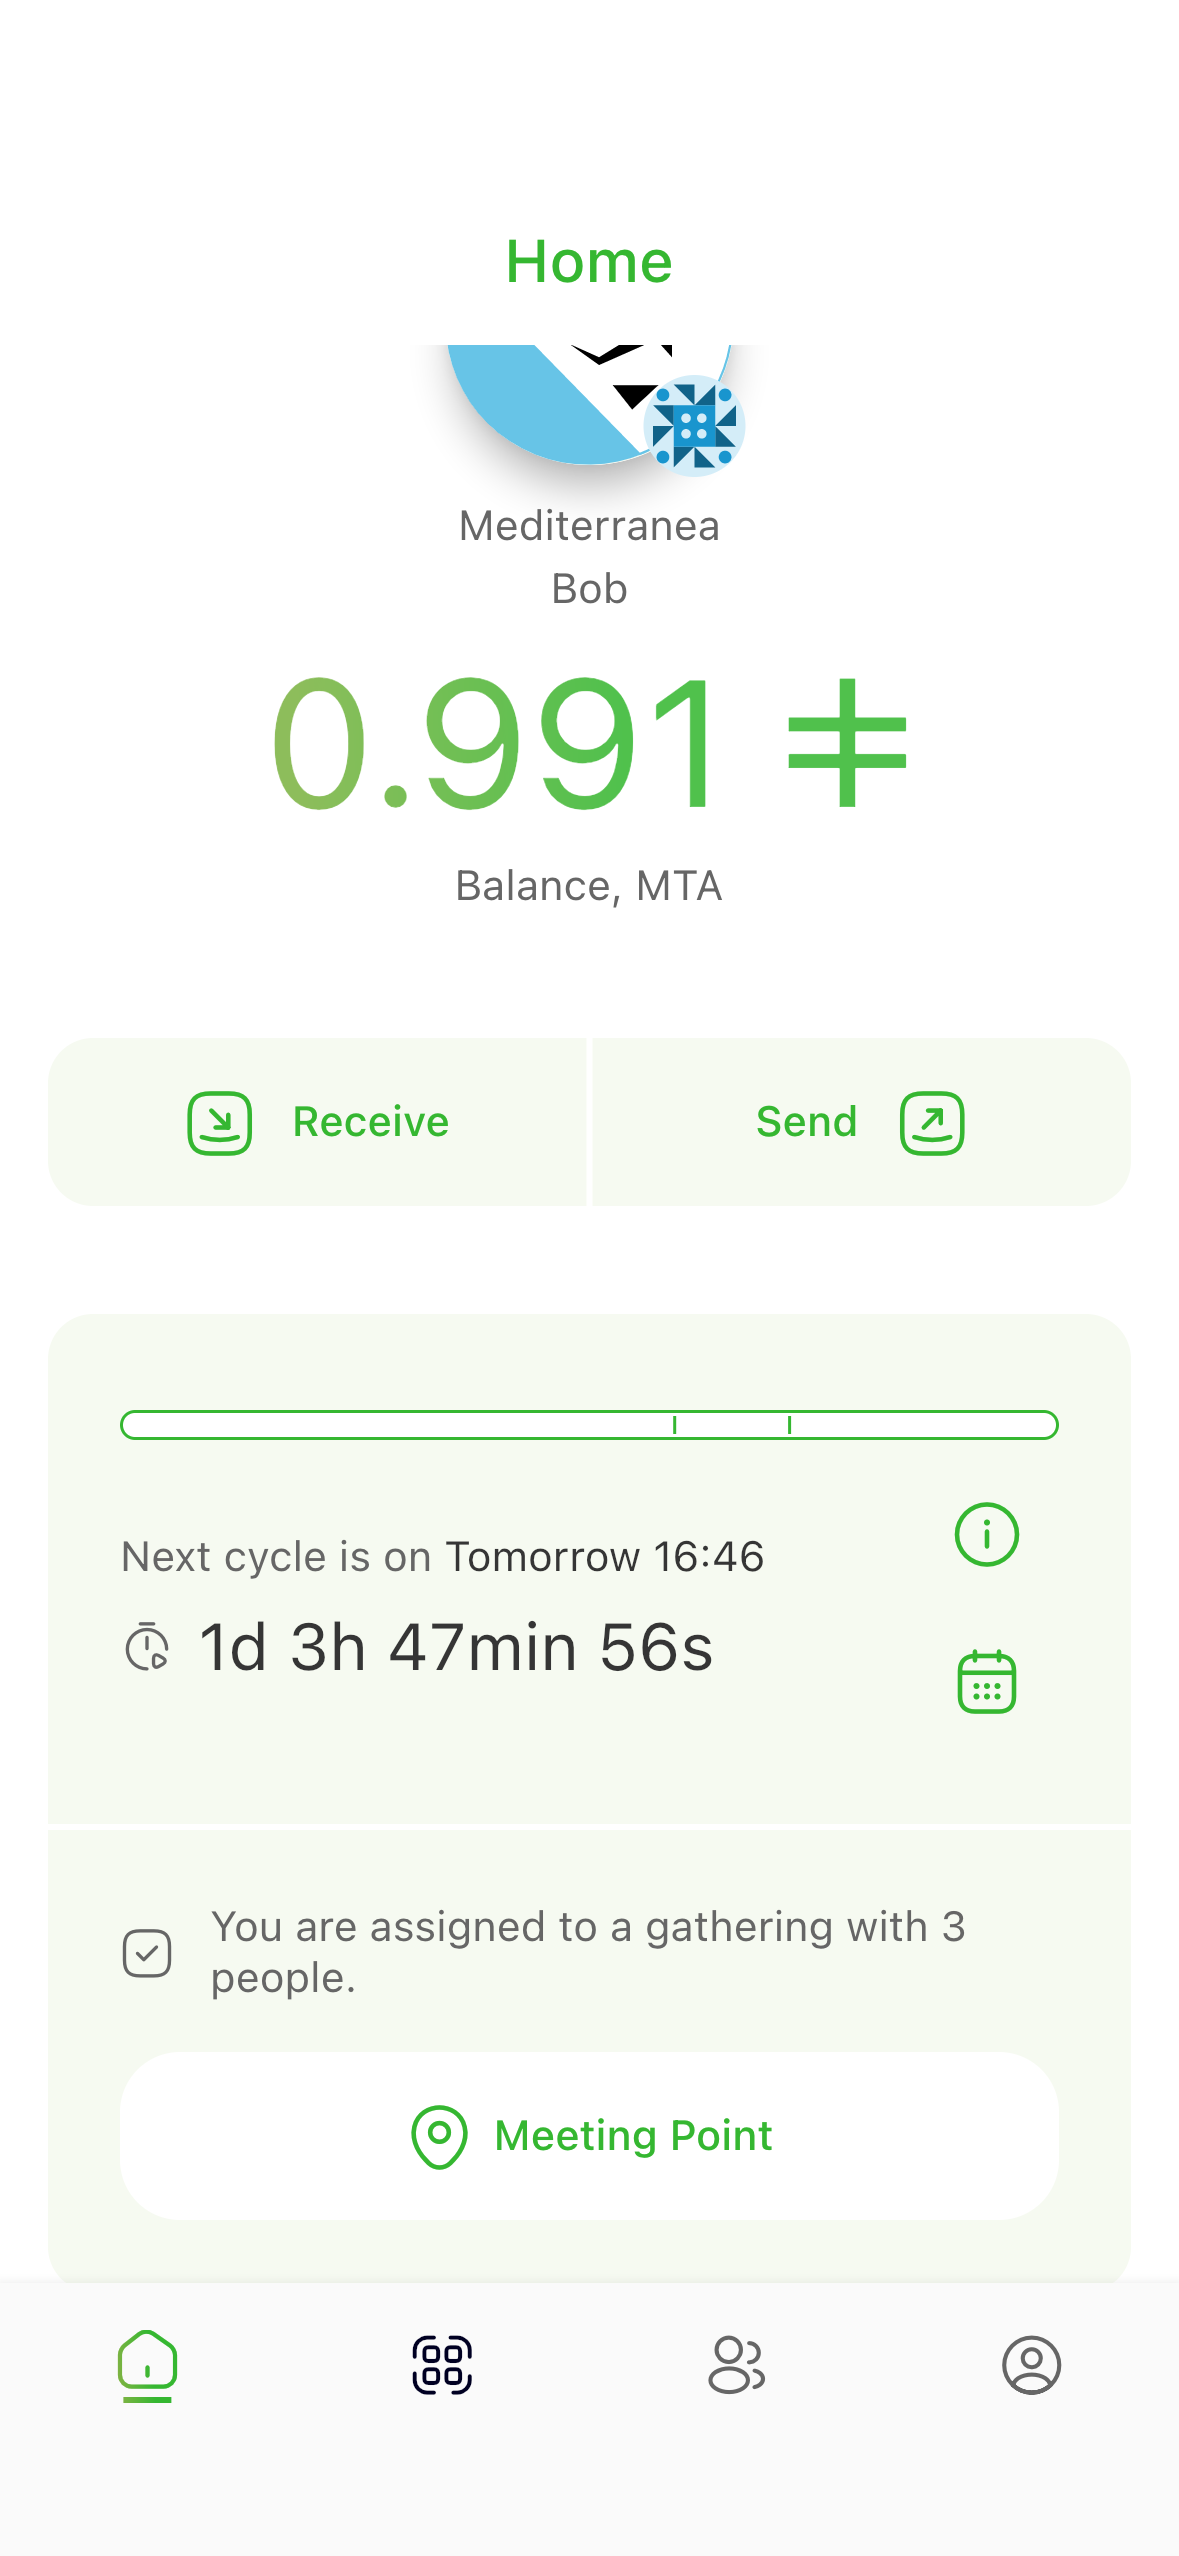 Home
Mediterranea
Bob
0.991 ⵐ
Balance, MTA
Receive
Send
Next cycle is on Tomorrow 16:46
1d 3h 47min 56s
You are assigned to a gathering with 3
people.
Meeting Point